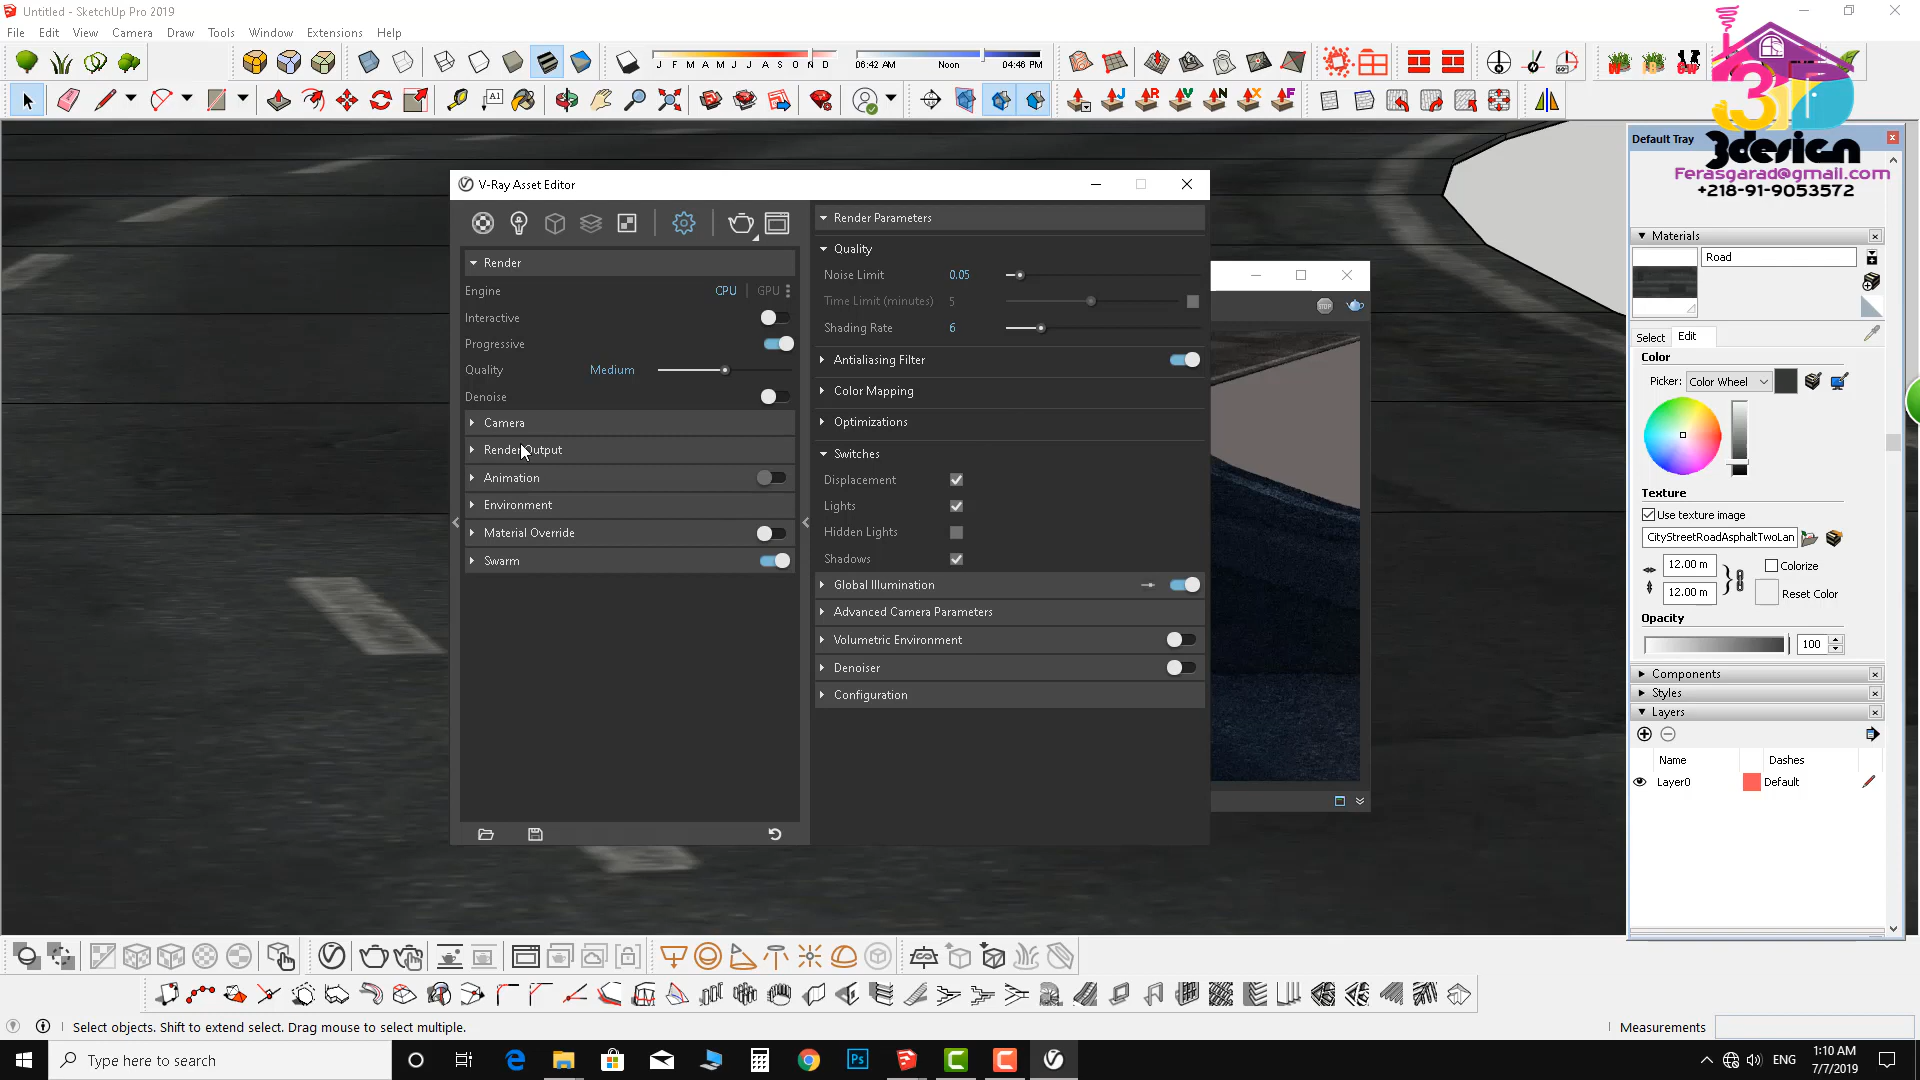 Untitled - SketchUp Pro 2019
File Edit View Camera Draw Tools Window Extensions Help
J F M A M J J A S O N D
06:42 AM Noon 04:46 PM
3D
3design
Ferasgarad@gmail.com
+218-91-9053572
Default Tray
Materials
Road
Select Edit
Color
Picker: Color Wheel
Texture
Use texture image
CityStreetRoadAsphaltTwoLan
12.00 m
Colorize
12.00 m
Reset Color
Opacity
100
Components
Styles
Layers
Name Dashes
Layer0 Default
V-Ray Asset Editor
Render
Engine CPU GPU
Interactive
Progressive
Quality Medium
Denoise
Camera
Render Output
Animation
Environment
Material Override
Swarm
Render Parameters
Quality
Noise Limit 0.05
Time Limit (minutes) 5
Shading Rate 6
Antialiasing Filter
Color Mapping
Optimizations
Switches
Displacement
Lights
Hidden Lights
Shadows
Global Illumination
Advanced Camera Parameters
Volumetric Environment
Denoiser
Configuration
STOP
Select objects. Shift to extend select. Drag mouse to select multiple.
Measurements
Type here to search
ENG
1:10 AM
7/7/2019